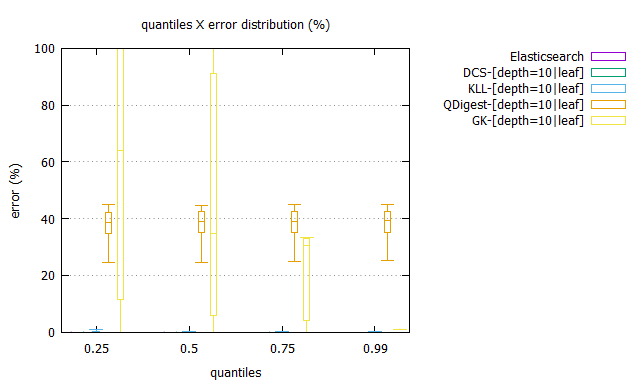 quantiles X error distribution (%)
Elasticsearch
DCS-[depth=10|leaf]
KLL-[depth=10|leaf]
QDigest-[depth=10|leaf]
GK-[depth=10|leaf]
error (%)
100
80
60
40
20
0
0.25 0.5 0.75 0.99
quantiles